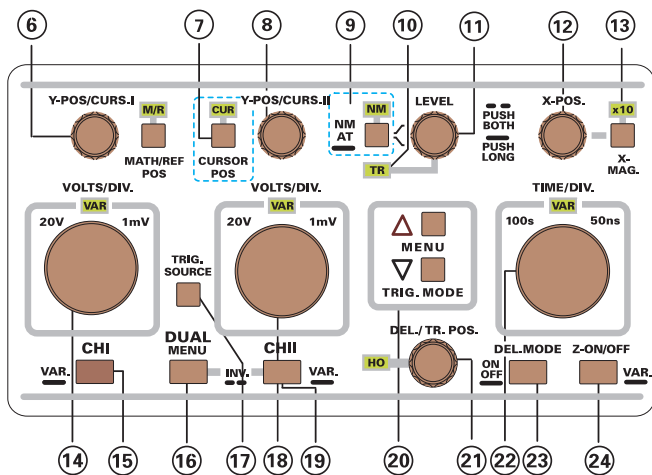 6 7 8 9 10 11 12 13
Y-POS/CURS.I
M/R
MATH/REF
POS
CUR
CURSOR
POS
Y-POS/CURS.II
NM
AT
NM
TR
LEVEL
PUSH
BOTH
PUSH
LONG
X-POS.
x10
X-
MAG.
VOLTS/DIV.
VAR
20V 1mV
TRIG.
SOURCE
VOLTS/DIV.
VAR
20V 1mV
MENU
TRIG. MODE
TIME/DIV.
VAR
100s 50ns
CHI
VAR.
DUAL
MENU
INV.
CHII
VAR.
HO
DEL./ TR. POS.
ON
OFF
DEL.MODE
Z-ON/OFF
VAR.
14 15 16 17 18 19 20 21 22 23 24